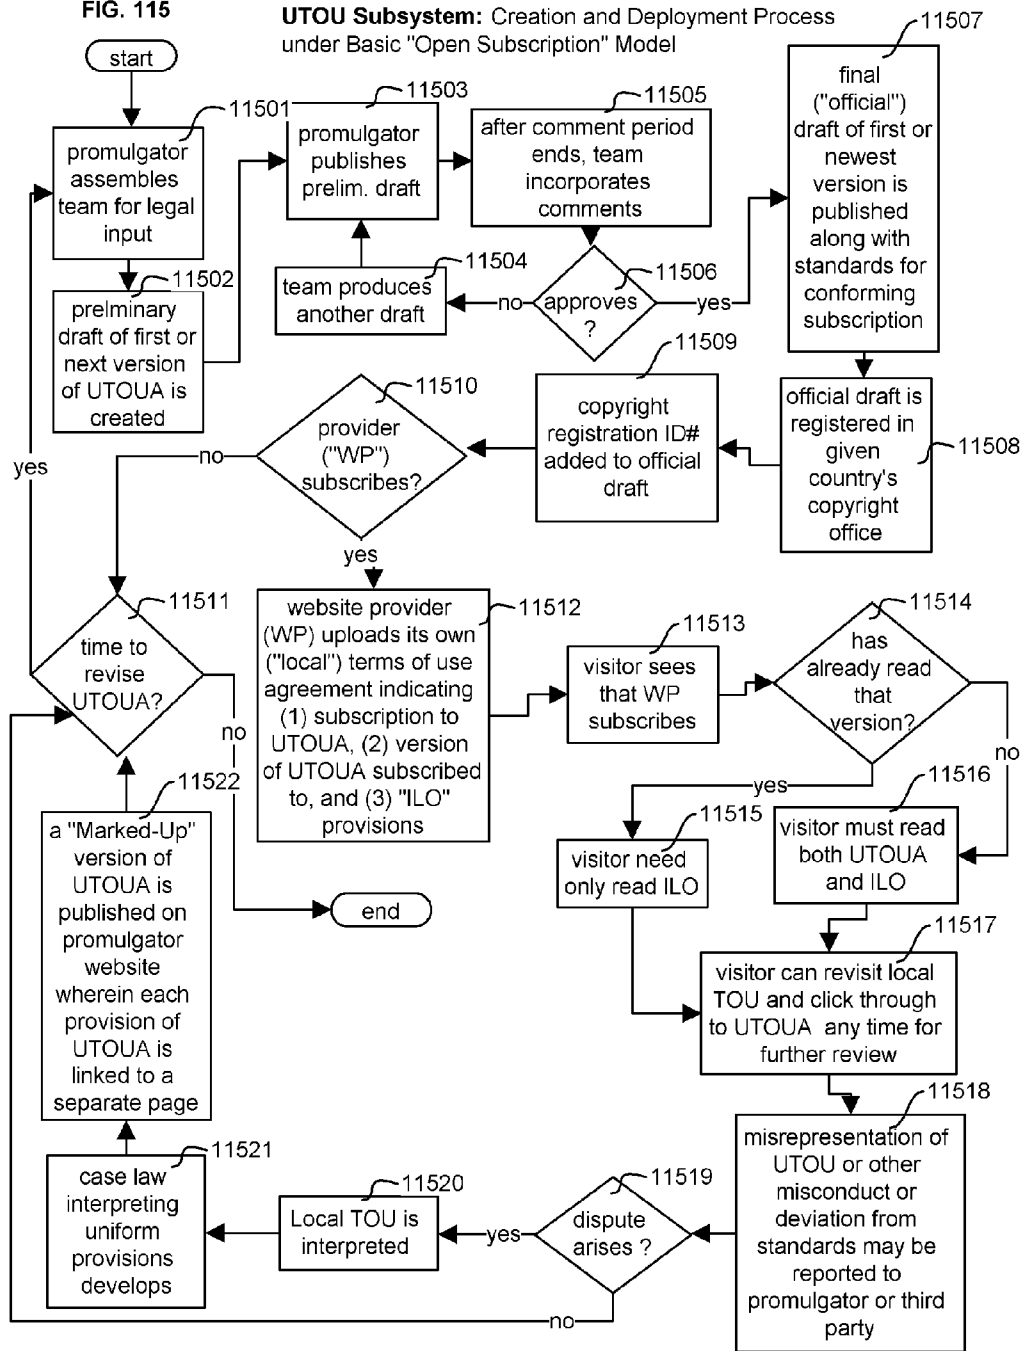 FIG. 115
UTOU Subsystem: Creation and Deployment Process
under Basic "Open Subscription" Model
start
11501
promulgator
assembles
team for legal
input
11502
prelminary
draft of first or
next version
of UTOUA is
created
11503
promulgator
publishes
prelim. draft
11504
team produces
another draft
11505
after comment period
ends, team
incorporates
comments
11506
approves
?
no
yes
11507
final
("official")
draft of first or
newest
version is
published
along with
standards for
conforming
subscription
11508
official draft is
registered in
given
country's
copyright
office
11509
copyright
registration ID#
added to official
draft
11510
provider
("WP")
subscribes?
no
yes
11511
time to
revise
UTOUA?
yes
no
end
11512
website provider
(WP) uploads its own
("local") terms of use
agreement indicating
(1) subscription to
UTOUA, (2) version
of UTOUA subscribed
to, and (3) "ILO"
provisions
11513
visitor sees
that WP
subscribes
11514
has
already read
that
version?
yes
no
11515
visitor need
only read ILO
11516
visitor must read
both UTOUA
and ILO
11517
visitor can revisit local
TOU and click through
to UTOUA any time for
further review
11518
misrepresentation of
UTOU or other
misconduct or
deviation from
standards may be
reported to
promulgator or third
party
11519
dispute
arises ?
yes
no
11520
Local TOU is
interpreted
11521
case law
interpreting
uniform
provisions
develops
11522
a "Marked-Up"
version of
UTOUA is
published on
promulgator
website
wherein each
provision of
UTOUA is
linked to a
separate page